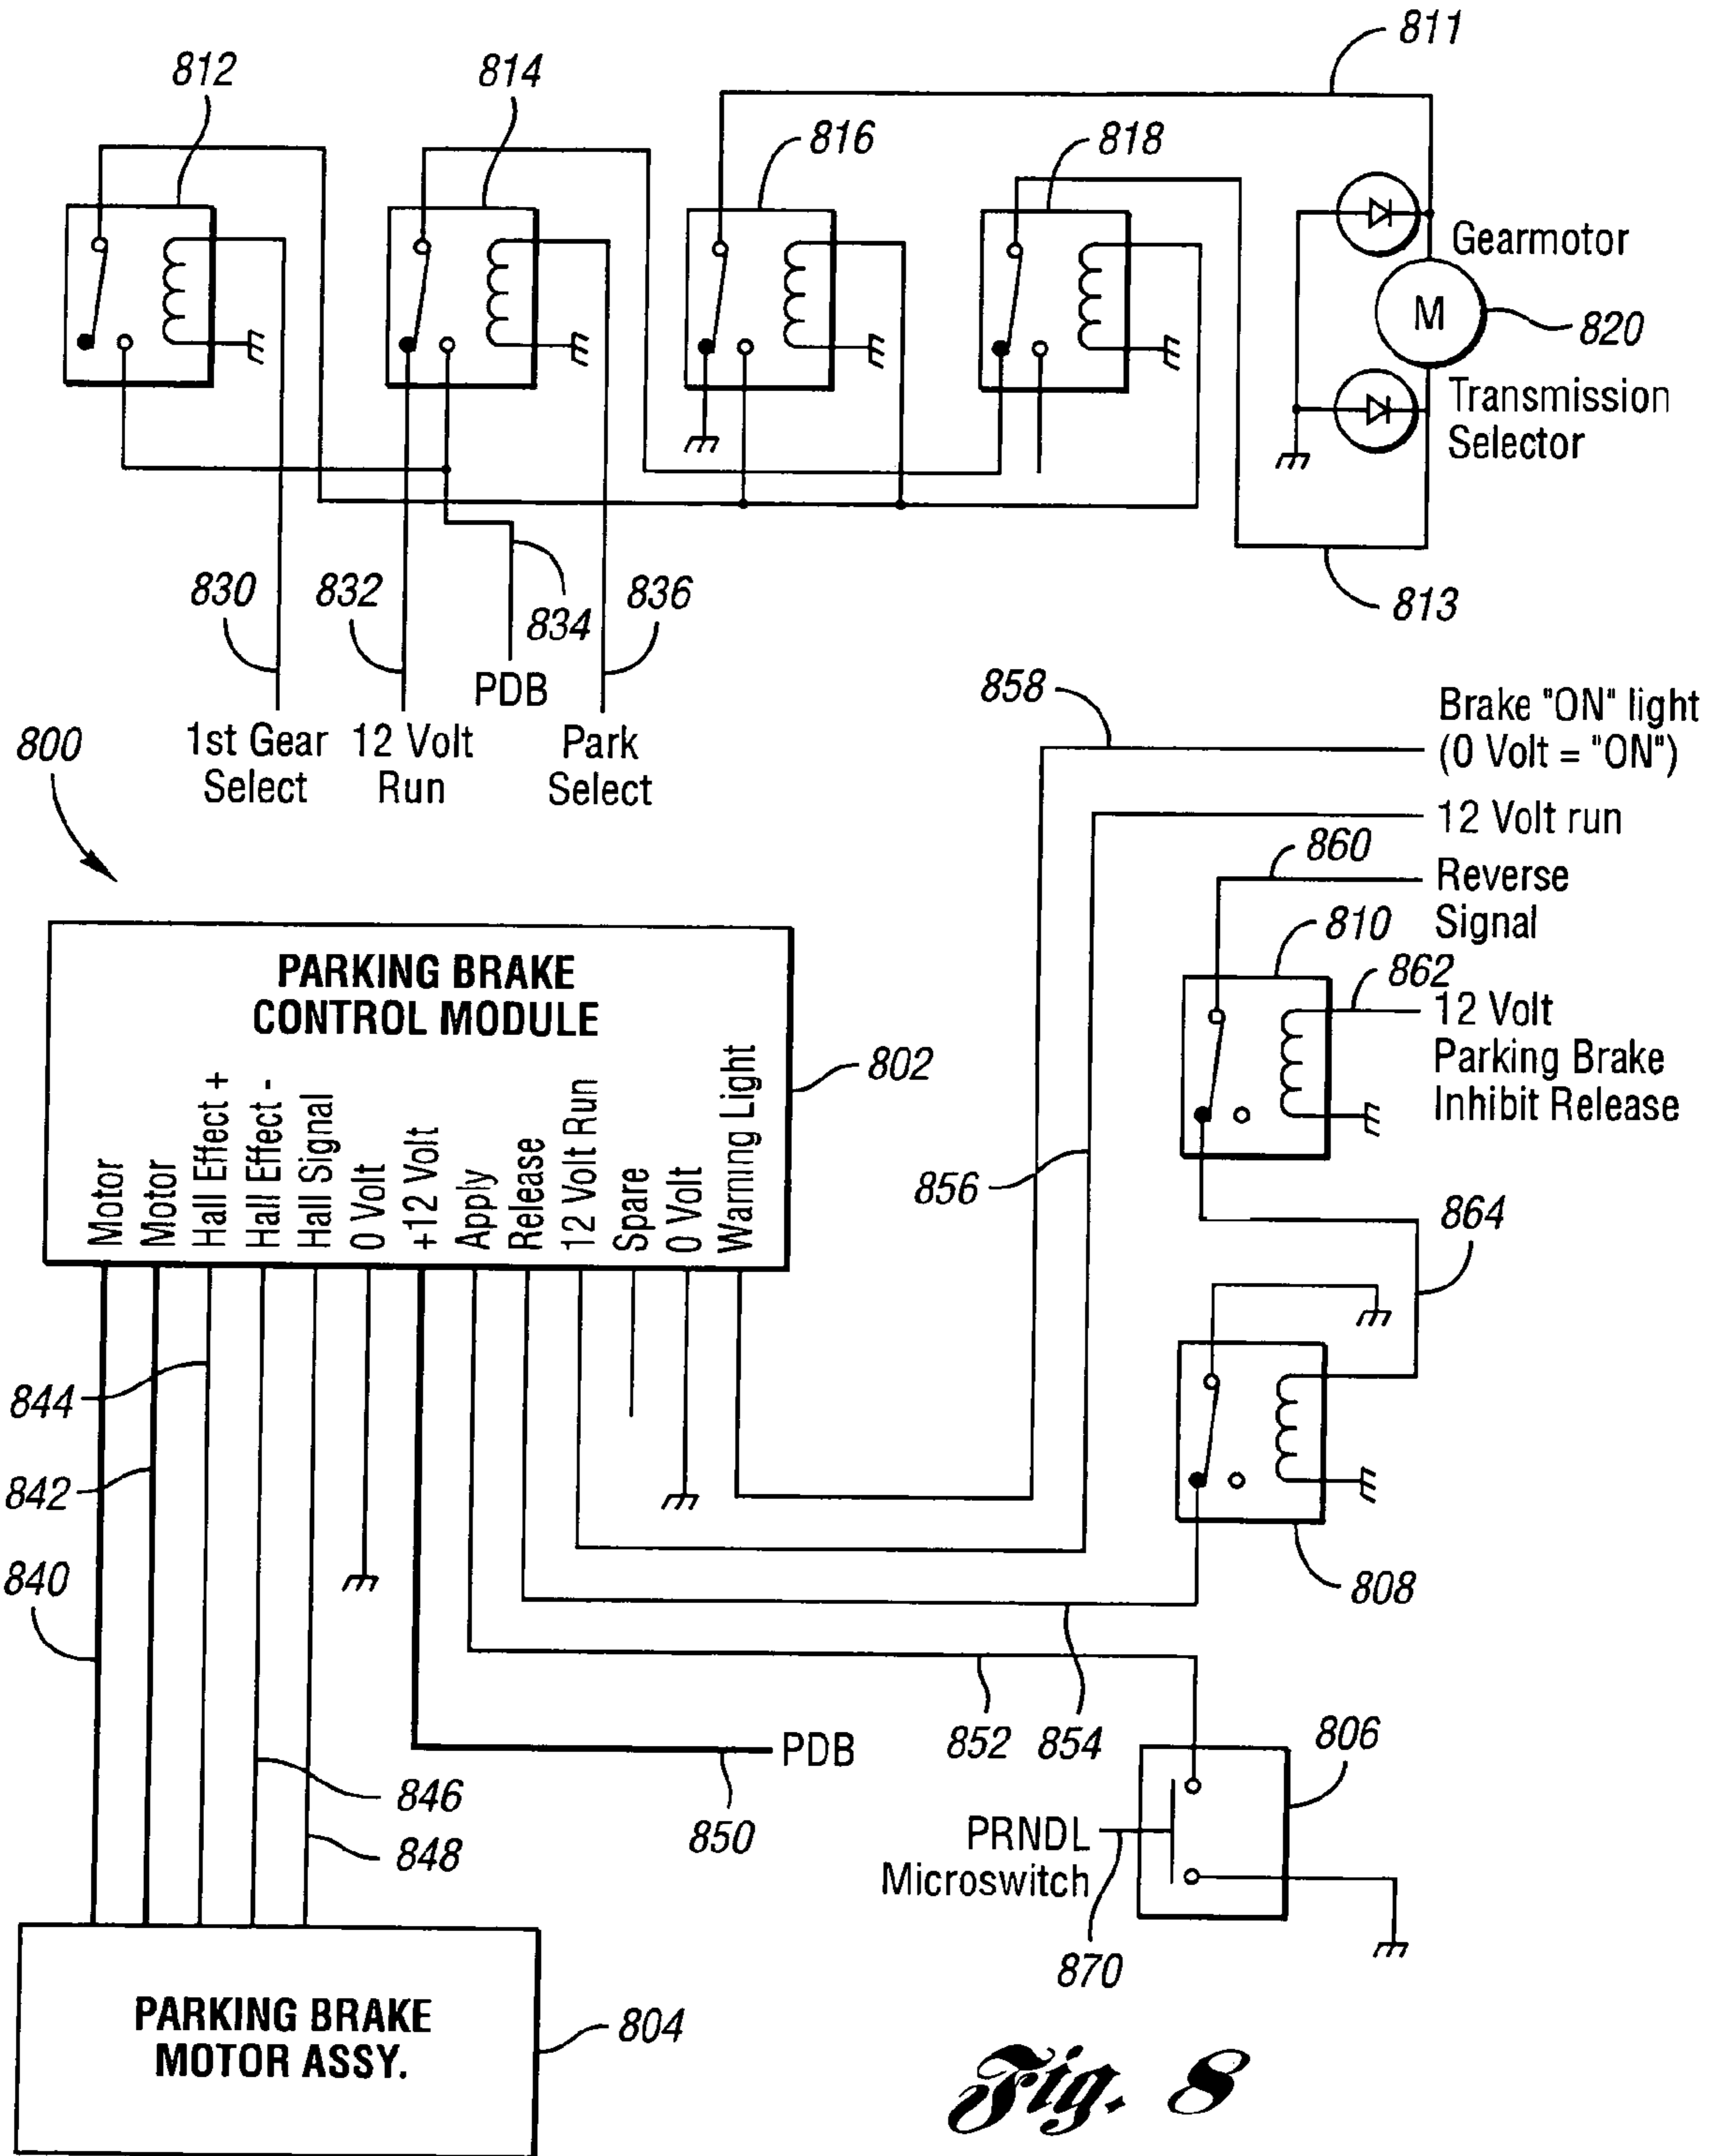 811
812
814
816
818
Gearmotor
M
820
Transmission
Selector
830
832
834
836
813
PDB
1st Gear
Select
12 Volt
Run
Park
Select
800
858
Brake "ON" light
(0 Volt = "ON")
12 Volt run
860
Reverse
Signal
810
862
12 Volt
Parking Brake
Inhibit Release
PARKING BRAKE
CONTROL MODULE
802
Motor
Motor
Hall Effect +
Hall Effect -
Hall Signal
0 Volt
+12 Volt
Apply
Release
12 Volt Run
Spare
0 Volt
Warning Light
856
864
844
842
840
808
852
854
806
PDB
850
846
848
PRNDL
Microswitch
870
PARKING BRAKE
MOTOR ASSY.
804
Fig. 8